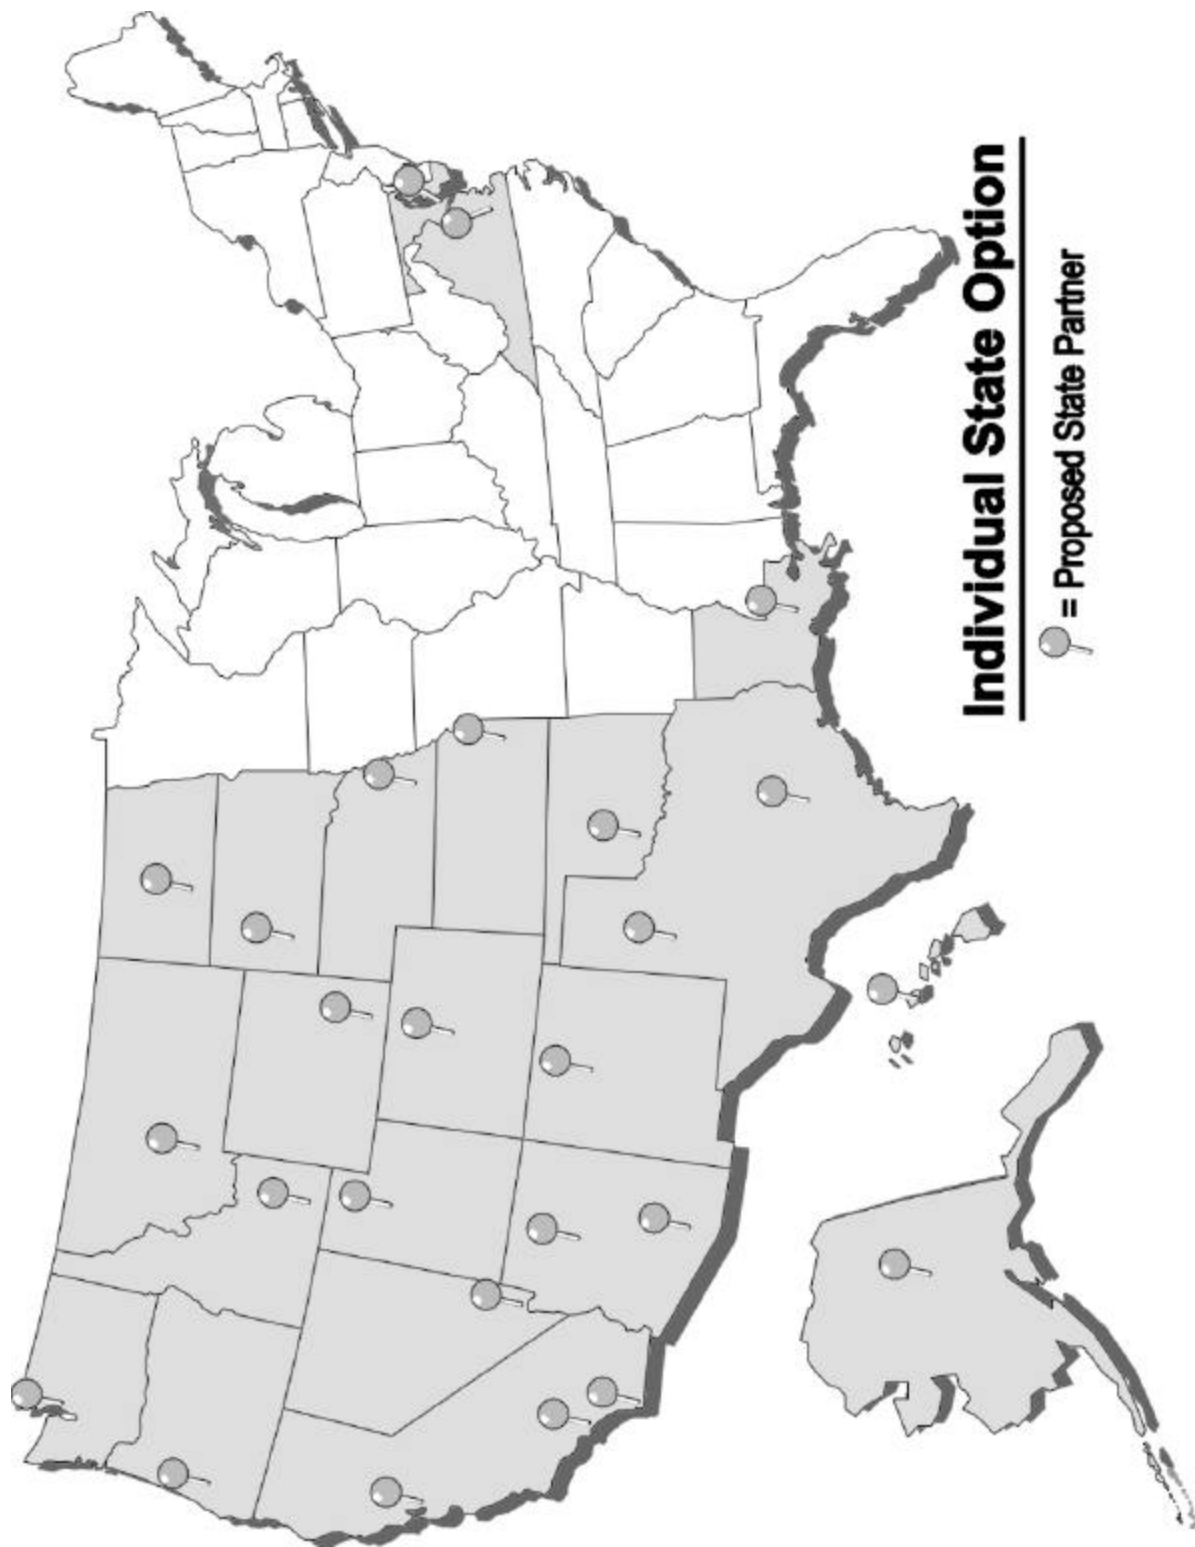 Individual State Option
= Proposed State Partner